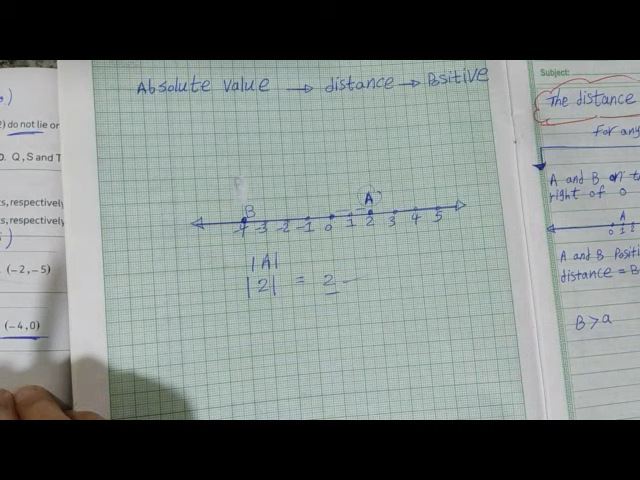 2) do not lie or
Q, S and T
s, respectively
s, respectively
(-2,-5)
(-4,0)
Absolute value → distance → Positive
B A
-4 -3 -2 -1 0 1 2 3 4 5
|A|
|2| = 2
Subject:
The distance
For any
A and B on
right of 0
A
0 1 2
A and B Positi
distance = B
B>a